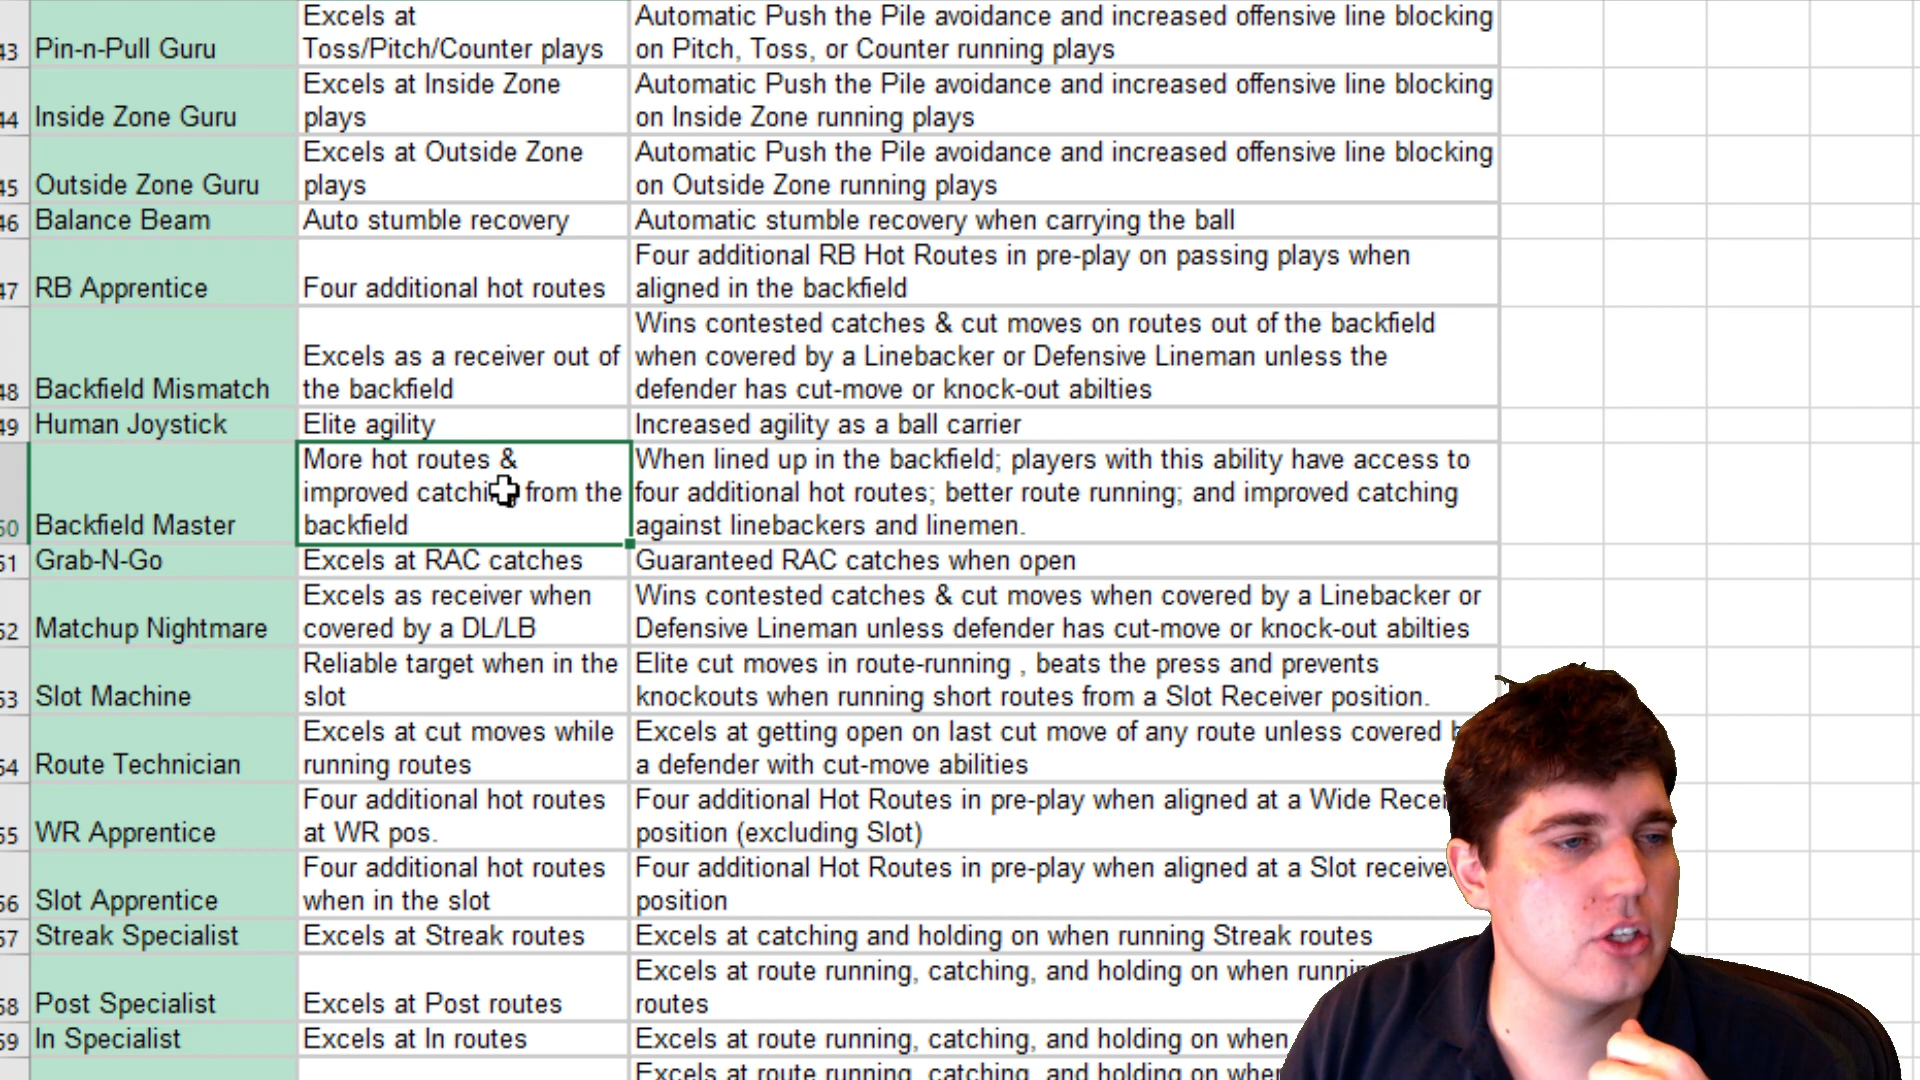 43 Pin-n-Pull Guru
Excels at
Toss/Pitch/Counter plays
Automatic Push the Pile avoidance and increased offensive line blocking
on Pitch, Toss, or Counter running plays
44 Inside Zone Guru
Excels at Inside Zone
plays
Automatic Push the Pile avoidance and increased offensive line blocking
on Inside Zone running plays
45 Outside Zone Guru
Excels at Outside Zone
plays
Automatic Push the Pile avoidance and increased offensive line blocking
on Outside Zone running plays
46 Balance Beam
Auto stumble recovery
Automatic stumble recovery when carrying the ball
47 RB Apprentice
Four additional hot routes
Four additional RB Hot Routes in pre-play on passing plays when
aligned in the backfield
48 Backfield Mismatch
Excels as a receiver out of
the backfield
Wins contested catches & cut moves on routes out of the backfield
when covered by a Linebacker or Defensive Lineman unless the
defender has cut-move or knock-out abilties
49 Human Joystick
Elite agility
Increased agility as a ball carrier
50 Backfield Master
More hot routes &
improved catching from the
backfield
When lined up in the backfield; players with this ability have access to
four additional hot routes; better route running; and improved catching
against linebackers and linemen.
51 Grab-N-Go
Excels at RAC catches
Guaranteed RAC catches when open
52 Matchup Nightmare
Excels as receiver when
covered by a DL/LB
Wins contested catches & cut moves when covered by a Linebacker or
Defensive Lineman unless defender has cut-move or knock-out abilties
53 Slot Machine
Reliable target when in the
slot
Elite cut moves in route-running , beats the press and prevents
knockouts when running short routes from a Slot Receiver position.
54 Route Technician
Excels at cut moves while
running routes
Excels at getting open on last cut move of any route unless covered
a defender with cut-move abilities
55 WR Apprentice
Four additional hot routes
at WR pos.
Four additional Hot Routes in pre-play when aligned at a Wide
position (excluding Slot)
56 Slot Apprentice
Four additional hot routes
when in the slot
Four additional Hot Routes in pre-play when aligned at a Slot receiver
position
57 Streak Specialist
Excels at Streak routes
Excels at catching and holding on when running Streak routes
58 Post Specialist
Excels at Post routes
Excels at route running, catching, and holding on when
routes
59 In Specialist
Excels at In routes
Excels at route running, catching, and holding on when
Excels at route running, catching, and holding on when